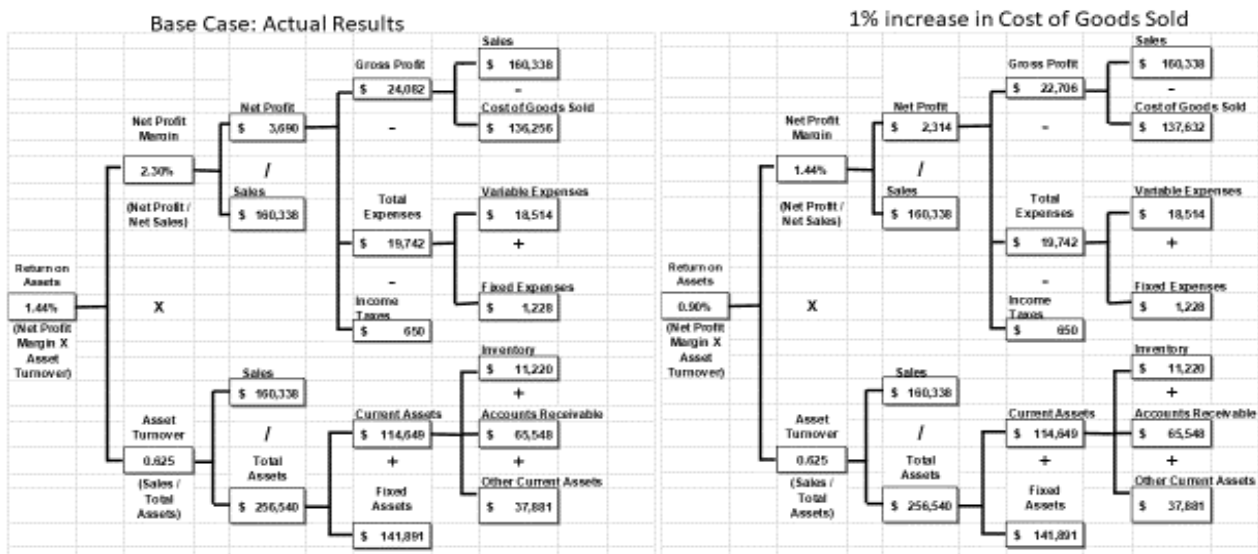 Base Case: Actual Results
Sales
$ 160,338
Gross Profit
$ 24,082
-
Cost of Goods Sold
$ 136,256
Net Profit
$ 3,690
-
Net Profit
Margin
2.30%
/
(Net Profit /
Net Sales)
Sales
$ 160,338
Total
Expenses
$ 19,742
Variable Expenses
$ 18,514
+
Fixed Expenses
$ 1,228
-
Income
Taxes
$ 650
Return on
Assets
1.44%
(Net Profit
Margin X
Asset
Turnover)
X
Sales
$ 160,338
Asset
Turnover
0.625
(Sales /
Total
Assets)
/
Total
Assets
$ 256,540
Current Assets
$ 114,649
+
Fixed
Assets
$ 141,891
Inventory
$ 11,220
+
Accounts Receivable
$ 65,548
+
Other Current Assets
$ 37,881
1% increase in Cost of Goods Sold
Sales
$ 160,338
Gross Profit
$ 22,706
-
Cost of Goods Sold
$ 137,632
Net Profit
$ 2,314
-
Net Profit
Margin
1.44%
/
(Net Profit /
Net Sales)
Sales
$ 160,338
Total
Expenses
$ 19,742
Variable Expenses
$ 18,514
+
Fixed Expenses
$ 1,228
-
Income
Taxes
$ 650
Return on
Assets
0.90%
(Net Profit
Margin X
Asset
Turnover)
X
Sales
$ 160,338
Asset
Turnover
0.625
(Sales /
Total
Assets)
/
Total
Assets
$ 256,540
Current Assets
$ 114,649
+
Fixed
Assets
$ 141,891
Inventory
$ 11,220
+
Accounts Receivable
$ 65,548
+
Other Current Assets
$ 37,881